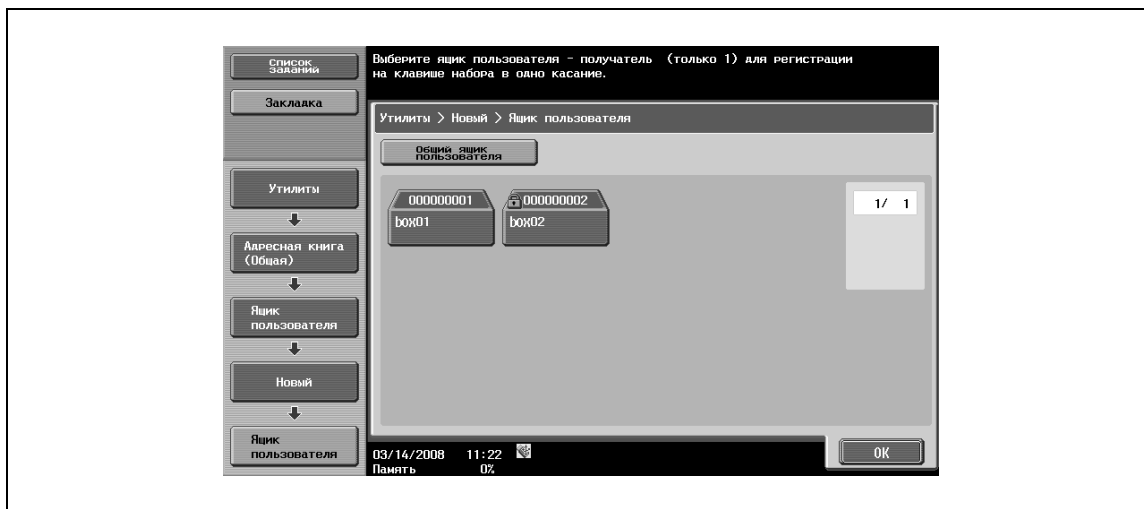 Список
заданий
Закладка
Утилиты
Адресная книга
(Общая)
Ящик
пользователя
Новый
Ящик
пользователя
Выберите ящик пользователя - получатель (только 1) для регистрации
на клавише набора в одно касание.
Утилиты > Новый > Ящик пользователя
Общий ящик
пользователя
000000001
box01
000000002
box02
1/ 1
03/14/2008 11:22
Память 0%
OK